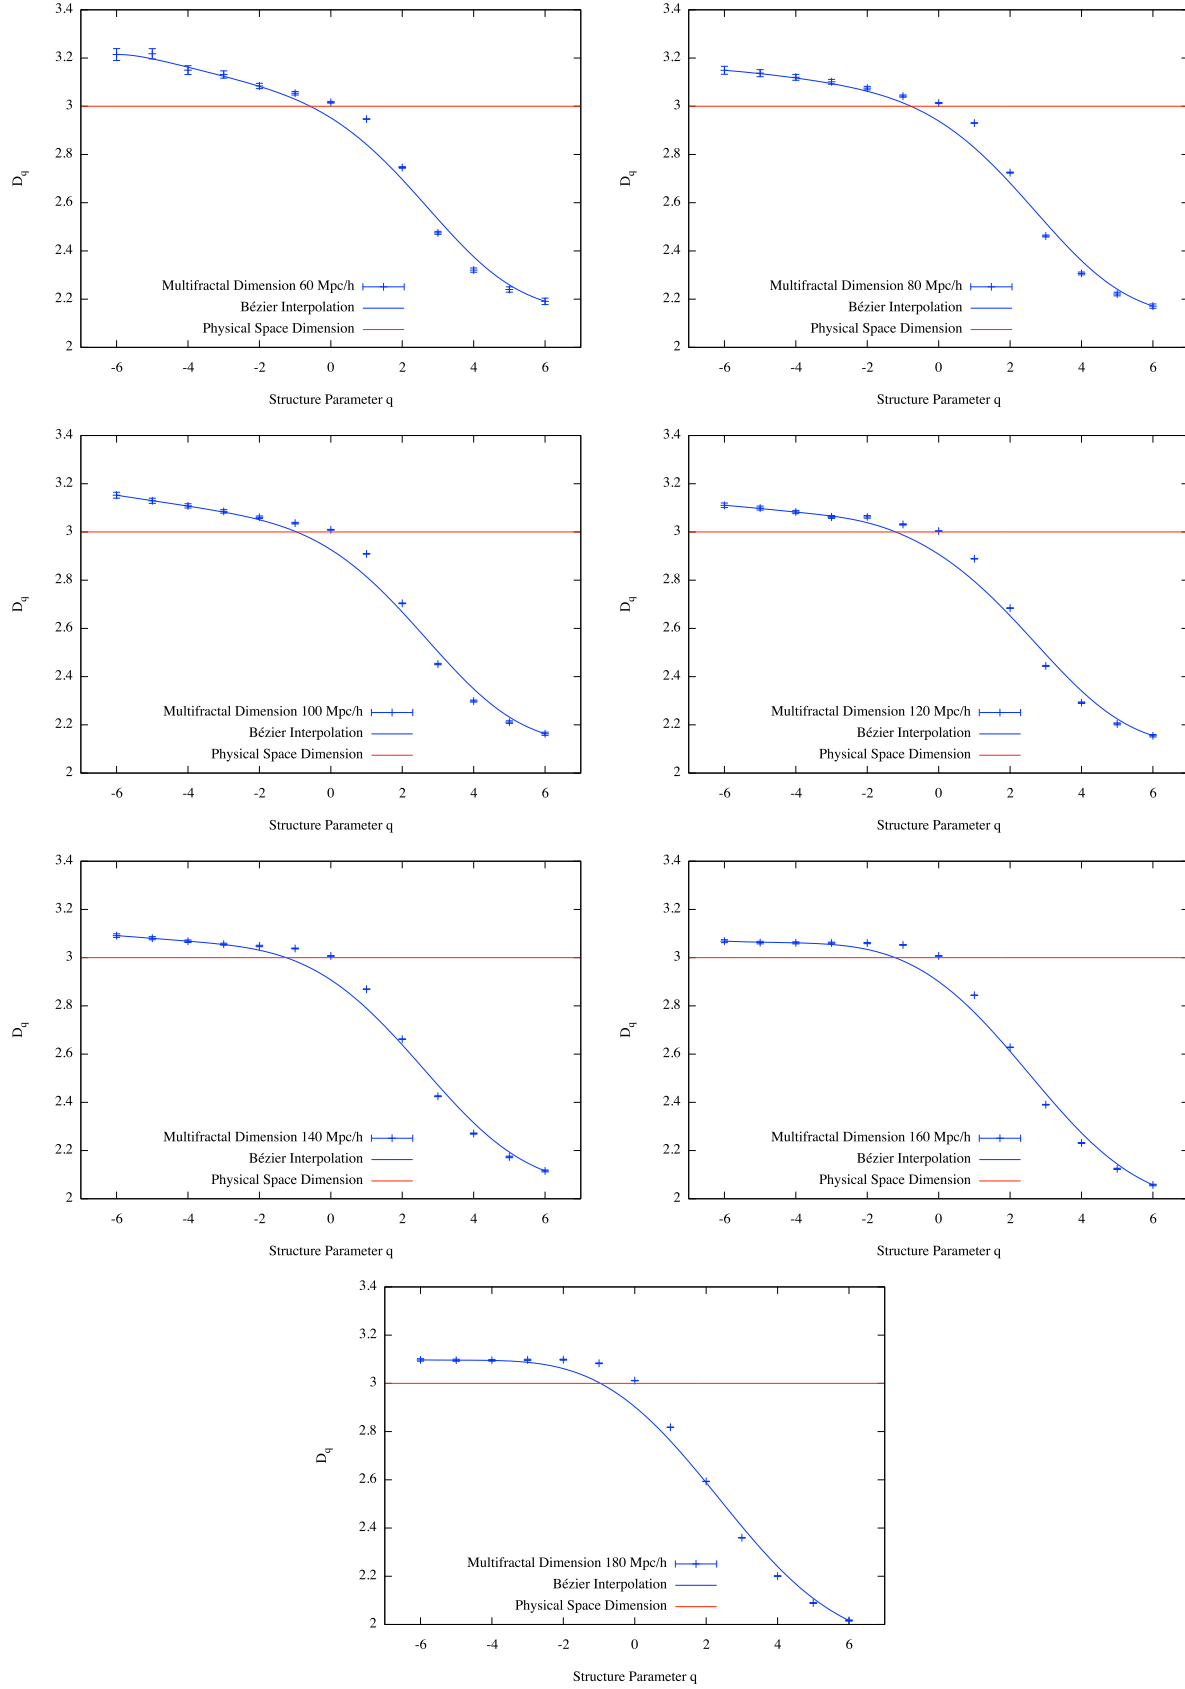 3.4
3.2
3
2.8
2.6
2.4
2.2
2
D_q
Multifractal Dimension 60 Mpc/h
Bézier Interpolation
Physical Space Dimension
-6 -4 -2 0 2 4 6
Structure Parameter q
3.4
3.2
3
2.8
2.6
2.4
2.2
2
D_q
Multifractal Dimension 80 Mpc/h
Bézier Interpolation
Physical Space Dimension
-6 -4 -2 0 2 4 6
Structure Parameter q
3.4
3.2
3
2.8
2.6
2.4
2.2
2
D_q
Multifractal Dimension 100 Mpc/h
Bézier Interpolation
Physical Space Dimension
-6 -4 -2 0 2 4 6
Structure Parameter q
3.4
3.2
3
2.8
2.6
2.4
2.2
2
D_q
Multifractal Dimension 120 Mpc/h
Bézier Interpolation
Physical Space Dimension
-6 -4 -2 0 2 4 6
Structure Parameter q
3.4
3.2
3
2.8
2.6
2.4
2.2
2
D_q
Multifractal Dimension 140 Mpc/h
Bézier Interpolation
Physical Space Dimension
-6 -4 -2 0 2 4 6
Structure Parameter q
3.4
3.2
3
2.8
2.6
2.4
2.2
2
D_q
Multifractal Dimension 160 Mpc/h
Bézier Interpolation
Physical Space Dimension
-6 -4 -2 0 2 4 6
Structure Parameter q
3.4
3.2
3
2.8
2.6
2.4
2.2
2
D_q
Multifractal Dimension 180 Mpc/h
Bézier Interpolation
Physical Space Dimension
-6 -4 -2 0 2 4 6
Structure Parameter q